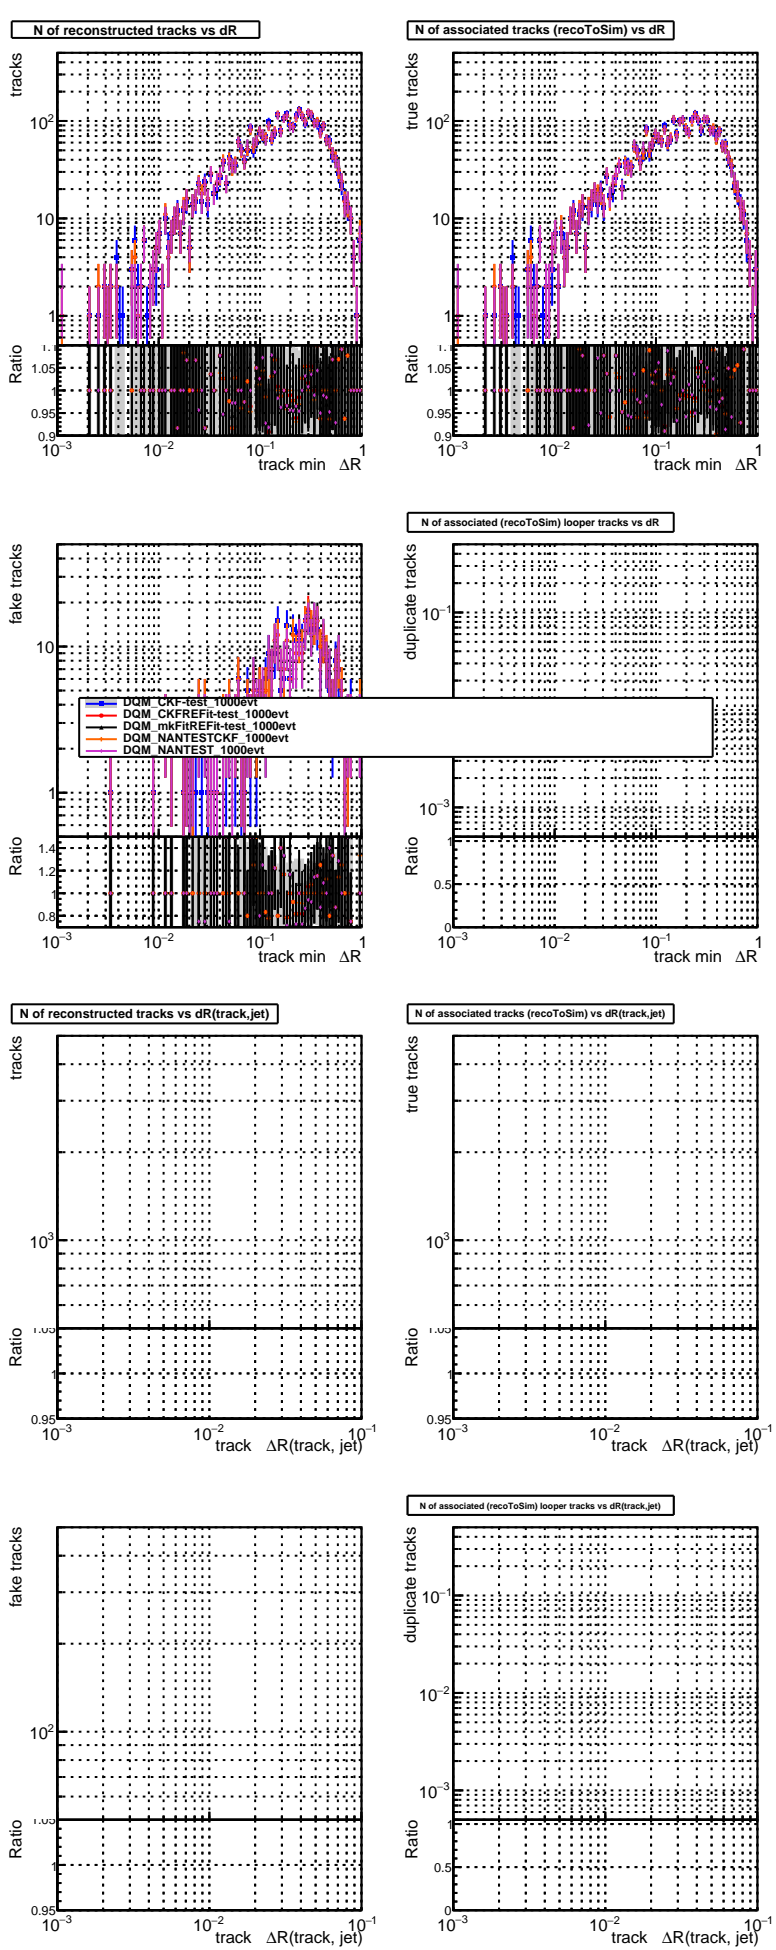 N of reconstructed tracks vs dR
N of associated tracks (recoToSim) vs dR
tracks
10²
10
1
Ratio
1.1
1.05
1
0.95
0.9
10⁻³ 10⁻² 10⁻¹ 1
track min ΔR
true tracks
10²
10
1
Ratio
1.1
1.05
1
0.95
0.9
10⁻³ 10⁻² 10⁻¹ 1
track min ΔR
N of associated (recoToSim) looper tracks vs dR
fake tracks
10
1
Ratio
1.4
1.2
1
0.8
10⁻³ 10⁻² 10⁻¹ 1
track min ΔR
duplicate tracks
10⁻¹
10⁻³
Ratio
1
0.5
0
10⁻³ 10⁻² 10⁻¹ 1
track min ΔR
DQM_CKF-test_1000evt
DQM_CKFREFit-test_1000evt
DQM_mkFitREFit-test_1000evt
DQM_NANTESTCKF_1000evt
DQM_NANTEST_1000evt
N of reconstructed tracks vs dR(track,jet)
N of associated tracks (recoToSim) vs dR(track,jet)
tracks
10³
Ratio
1.05
1
0.95
10⁻³ 10⁻² 10⁻¹
track ΔR(track, jet)
true tracks
10³
Ratio
1.05
1
0.95
10⁻³ 10⁻² 10⁻¹
track ΔR(track, jet)
N of associated (recoToSim) looper tracks vs dR(track,jet)
fake tracks
10²
Ratio
1.05
1
0.95
10⁻³ 10⁻² 10⁻¹
track ΔR(track, jet)
duplicate tracks
10⁻¹
10⁻²
10⁻³
Ratio
1
0.5
0
10⁻³ 10⁻² 10⁻¹
track ΔR(track, jet)